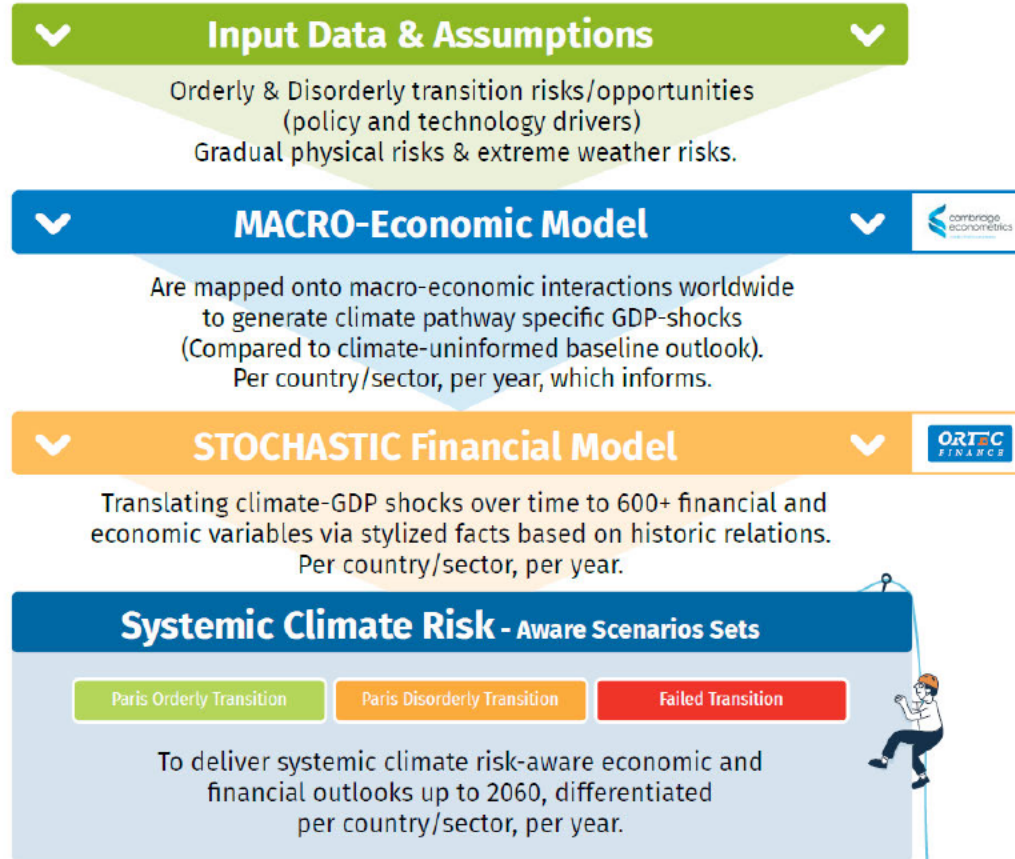 Input Data & Assumptions
Orderly & Disorderly transition risks/opportunities
(policy and technology drivers)
Gradual physical risks & extreme weather risks.
MACRO-Economic Model
cambridge
econometrics
Are mapped onto macro-economic interactions worldwide
to generate climate pathway specific GDP-shocks
(Compared to climate-uninformed baseline outlook).
Per country/sector, per year, which informs.
STOCHASTIC Financial Model
ORTEC
FINANCE
Translating climate-GDP shocks over time to 600+ financial and
economic variables via stylized facts based on historic relations.
Per country/sector, per year.
Systemic Climate Risk - Aware Scenarios Sets
Paris Orderly Transition
Paris Disorderly Transition
Failed Transition
To deliver systemic climate risk-aware economic and
financial outlooks up to 2060, differentiated
per country/sector, per year.